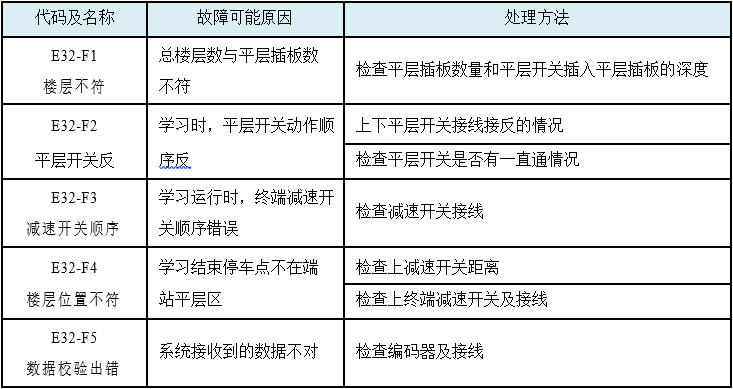 代码及名称
故障可能原因
处理方法
E32-F1
楼层不符
总楼层数与平层插板数
不符
检查平层插板数量和平层开关插入平层插板的深度
E32-F2
平层开关反
学习时，平层开关动作顺
序反
上下平层开关接线接反的情况
检查平层开关是否有一直通情况
E32-F3
减速开关顺序
学习运行时，终端减速开
关顺序错误
检查减速开关接线
E32-F4
楼层位置不符
学习结束停车点不在端
站平层区
检查上减速开关距离
检查上终端减速开关及接线
E32-F5
数据校验出错
系统接收到的数据不对
检查编码器及接线